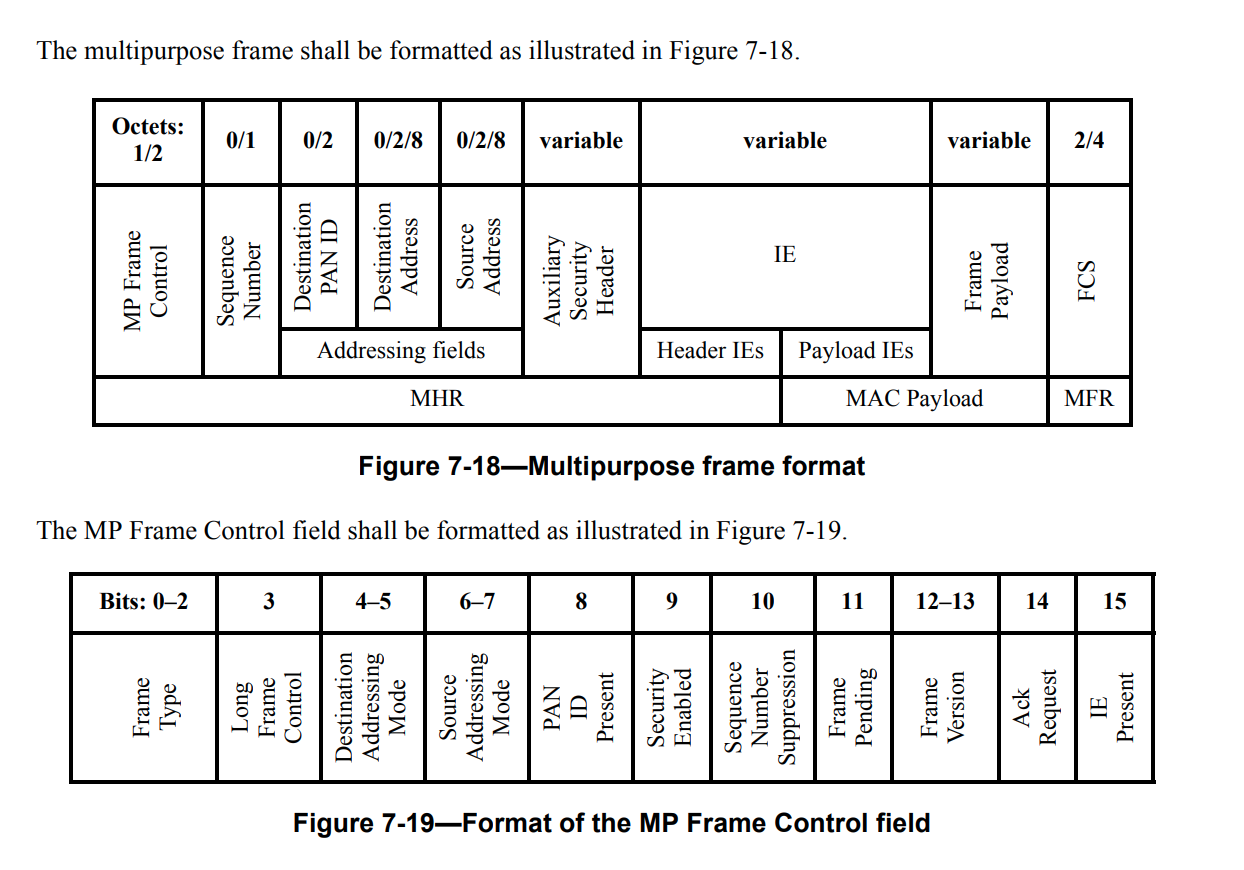 The multipurpose frame shall be formatted as illustrated in Figure 7-18.
Octets:
1/2
0/1
0/2
0/2/8
0/2/8
variable
variable
variable
2/4
MP Frame
Control
Sequence
Number
Destination
PAN ID
Destination
Address
Source
Address
Auxiliary
Security
Header
IE
Frame
Payload
FCS
Addressing fields
Header IEs
Payload IEs
MHR
MAC Payload
MFR
Figure 7-18—Multipurpose frame format
The MP Frame Control field shall be formatted as illustrated in Figure 7-19.
Bits: 0–2
3
4–5
6–7
8
9
10
11
12–13
14
15
Frame
Type
Long
Frame
Control
Destination
Addressing
Mode
Source
Addressing
Mode
PAN
ID
Present
Security
Enabled
Sequence
Number
Suppression
Frame
Pending
Frame
Version
Ack
Request
IE
Present
Figure 7-19—Format of the MP Frame Control field